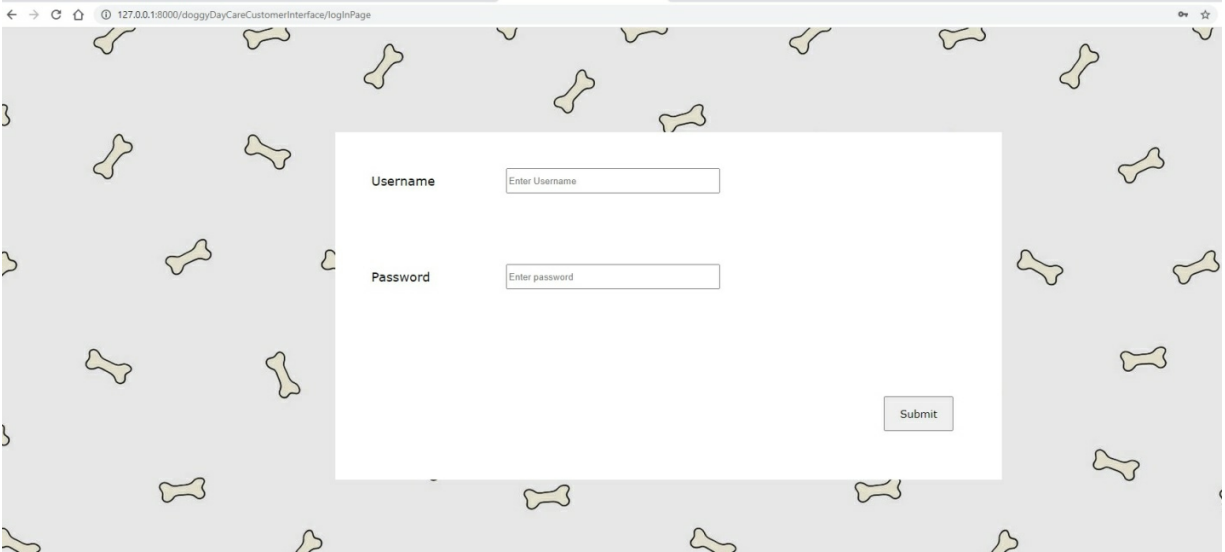 127.0.0.1:8000/doggyDayCareCustomerInterface/logInPage
Username
Enter Username
Password
Enter password
Submit